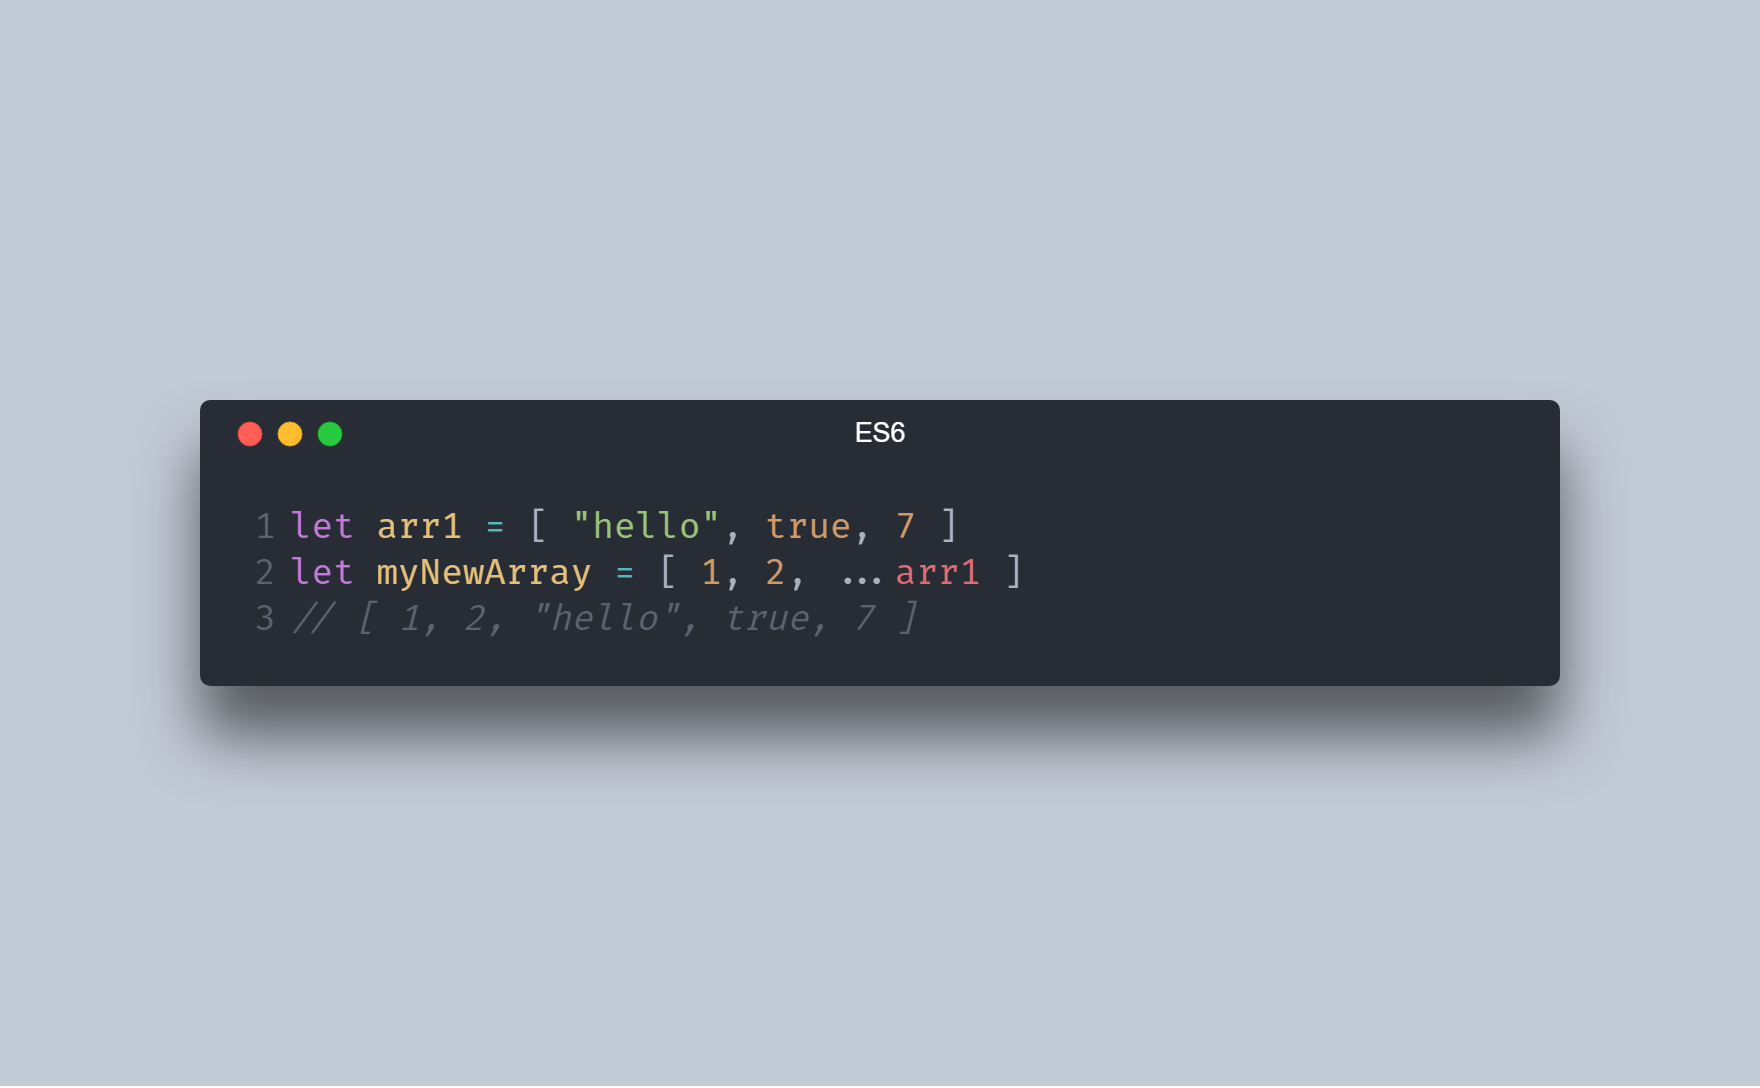 ES6
1 let arr1 = [ "hello", true, 7 ]
2 let myNewArray = [ 1, 2, ...arr1 ]
3 // [ 1, 2, "hello", true, 7 ]